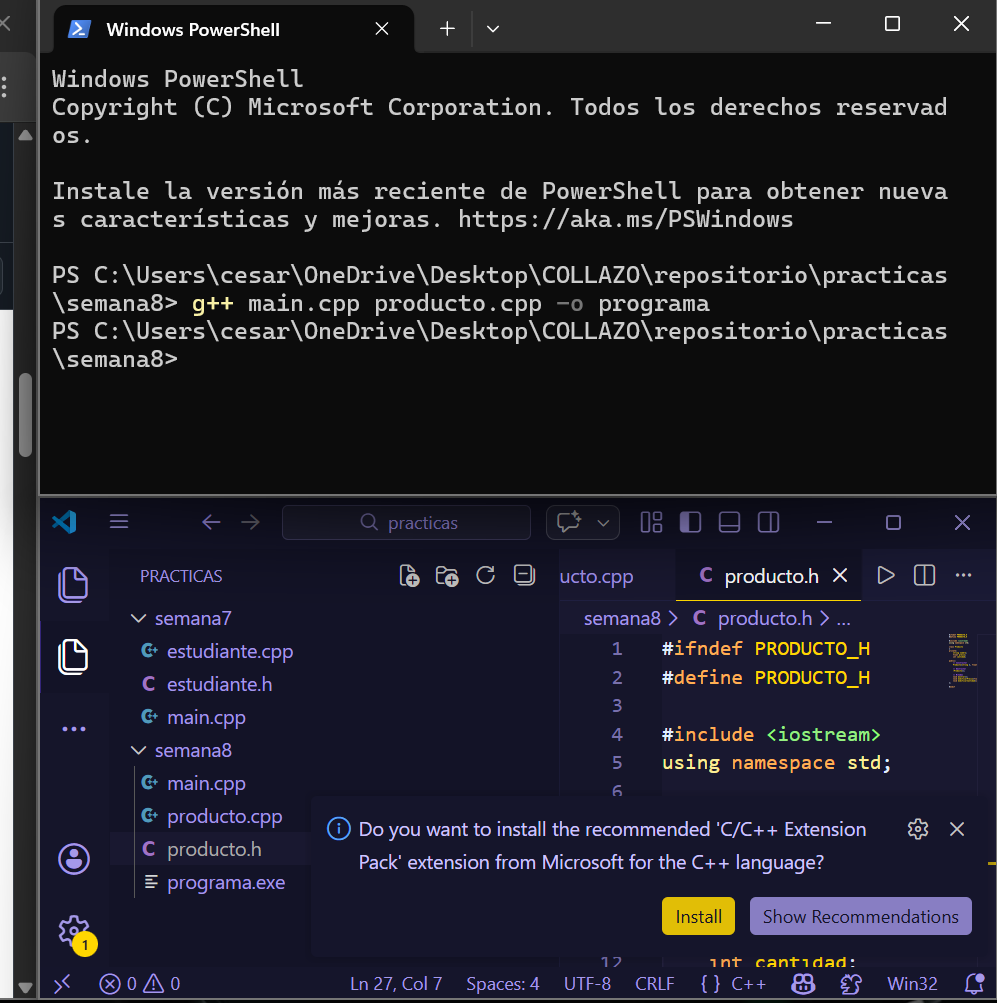 Windows PowerShell
Windows PowerShell
Copyright (C) Microsoft Corporation. Todos los derechos reservad
os.
Instale la versión más reciente de PowerShell para obtener nueva
s características y mejoras. https://aka.ms/PSWindows
PS C:\Users\cesar\OneDrive\Desktop\COLLAZO\repositorio\practicas
\semana8> g++ main.cpp producto.cpp -o programa
PS C:\Users\cesar\OneDrive\Desktop\COLLAZO\repositorio\practicas
\semana8>
practicas
PRACTICAS
semana7
estudiante.cpp
estudiante.h
main.cpp
semana8
main.cpp
producto.cpp
producto.h
programa.exe
1
ucto.cpp
C producto.h
semana8 > C producto.h > ...
1 #ifndef PRODUCTO_H
2 #define PRODUCTO_H
3
4 #include <iostream>
5 using namespace std;
6
Do you want to install the recommended 'C/C++ Extension
Pack' extension from Microsoft for the C++ language?
Install
Show Recommendations
12 int cantidad;
0 0 Ln 27, Col 7 Spaces: 4 UTF-8 CRLF {} C++ Win32